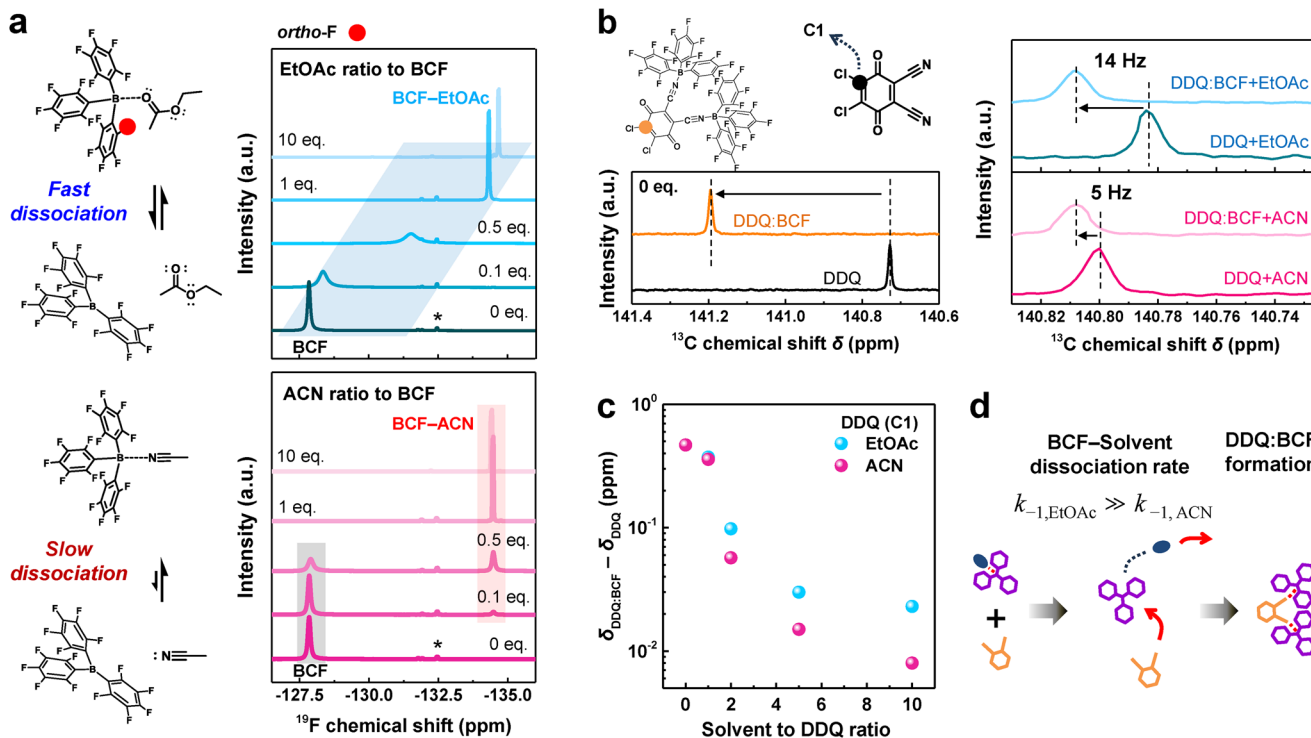 a
ortho-F
EtOAc ratio to BCF
BCF–EtOAc
10 eq.
1 eq.
0.5 eq.
0.1 eq.
0 eq.
*
BCF
Intensity (a.u.)
Fast
dissociation
ACN ratio to BCF
BCF–ACN
10 eq.
1 eq.
0.5 eq.
0.1 eq.
0 eq.
*
BCF
Intensity (a.u.)
Slow
dissociation
-127.5 -130.0 -132.5 -135.0
19F chemical shift (ppm)
b
C1
0 eq.
DDQ:BCF
DDQ
Intensity (a.u.)
141.4 141.2 141.0 140.8 140.6
13C chemical shift δ (ppm)
14 Hz
DDQ:BCF+EtOAc
DDQ+EtOAc
5 Hz
DDQ:BCF+ACN
DDQ+ACN
Intensity (a.u.)
140.82 140.80 140.78 140.76 140.74
13C chemical shift δ (ppm)
c
DDQ (C1)
EtOAc
ACN
10^0
10^-1
10^-2
δDDQ:BCF – δDDQ (ppm)
0 2 4 6 8 10
Solvent to DDQ ratio
d
BCF–Solvent
dissociation rate
DDQ:BCF
formation
k−1,EtOAc ≫ k−1, ACN
+